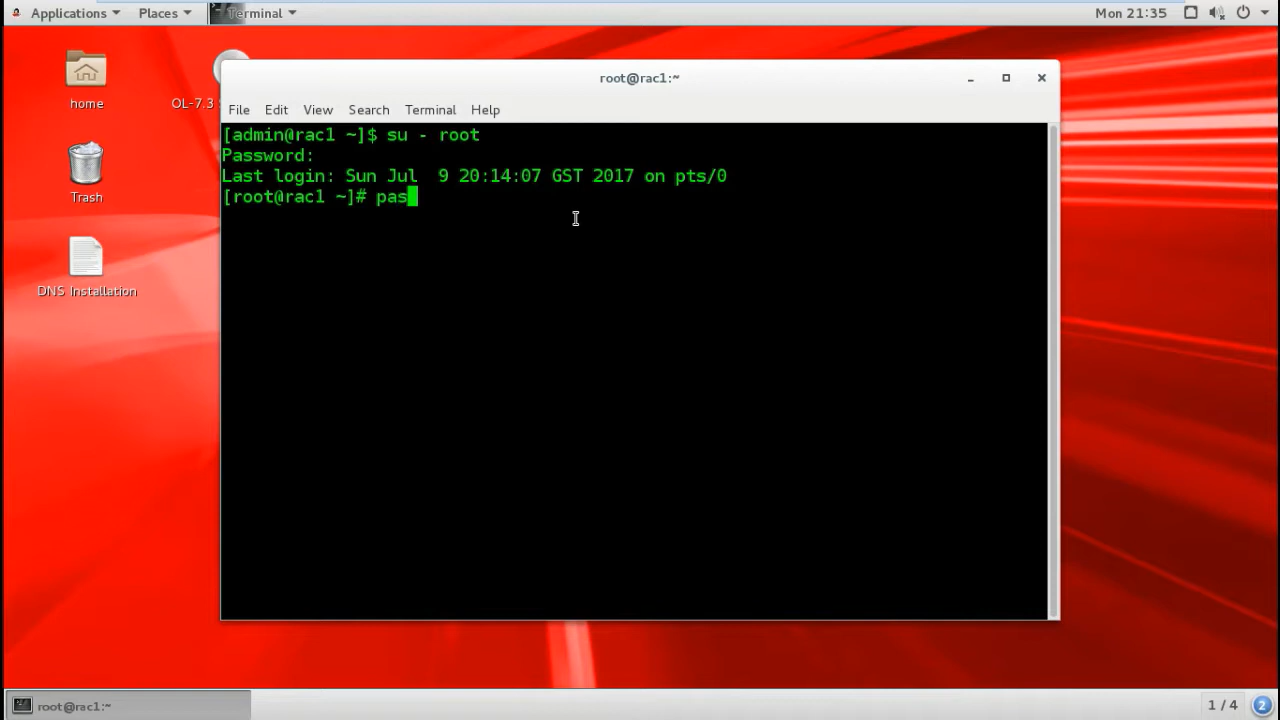 Applications Places Terminal Mon 21:35
home
OL-7.3
Trash
DNS Installation
root@rac1:~
File Edit View Search Terminal Help
[admin@rac1 ~]$ su - root
Password:
Last login: Sun Jul  9 20:14:07 GST 2017 on pts/0
[root@rac1 ~]# pas
root@rac1:~ 1 / 4 2